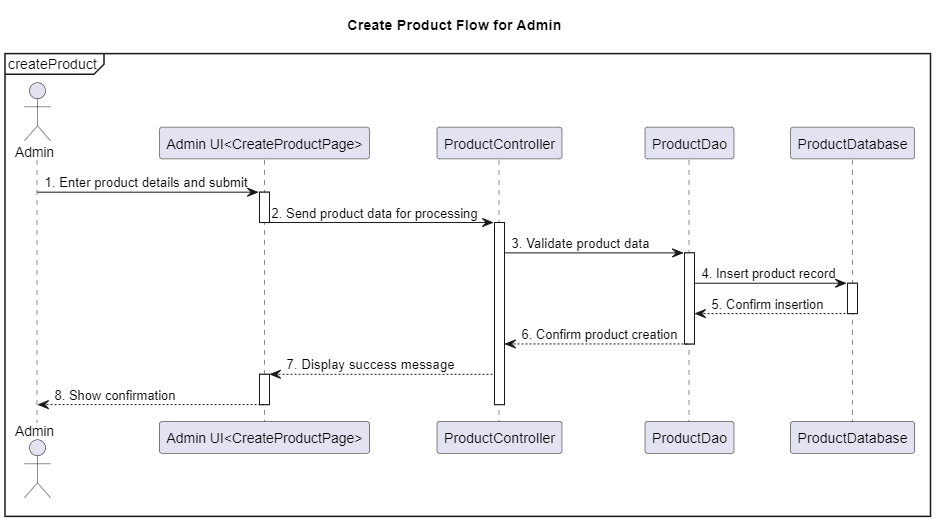 Create Product Flow for Admin
createProduct
Admin
Admin UI<CreateProductPage>
ProductController
ProductDao
ProductDatabase
1. Enter product details and submit
2. Send product data for processing
3. Validate product data
4. Insert product record
5. Confirm insertion
6. Confirm product creation
7. Display success message
8. Show confirmation
Admin
Admin UI<CreateProductPage>
ProductController
ProductDao
ProductDatabase